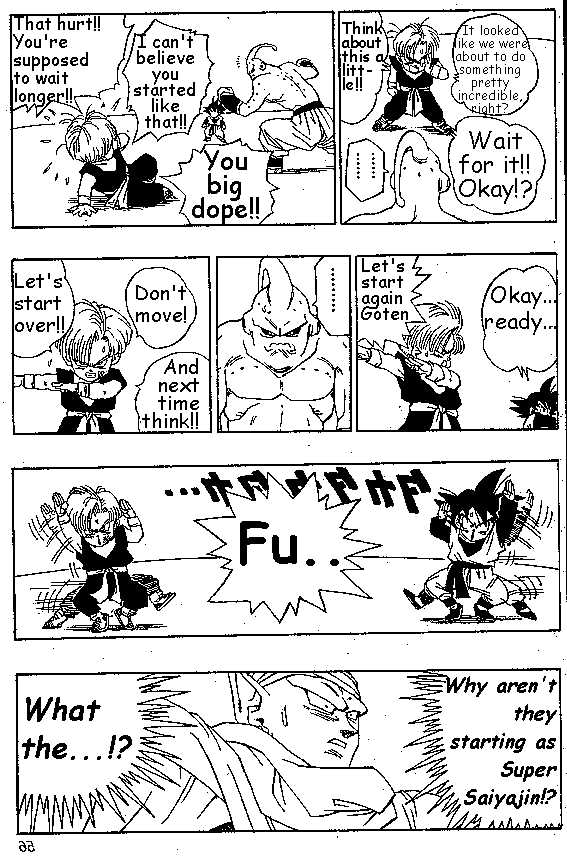 That hurt!!
You're
supposed
to wait
longer!!
I can't
believe
you
started
like
that!!
You
big
dope!!
Think
about
this a
lit-
tle!!
It looked
like we were
about to do
something
pretty
incredible,
right?
Wait
for it!!
Okay!?
Let's
start
over!!
Don't
move!
And
next
time
think!!
Let's
start
again
Goten
Okay...
ready...
Fu..
What
the...!?
Why aren't
they
starting as
Super
Saiyajin!?
56